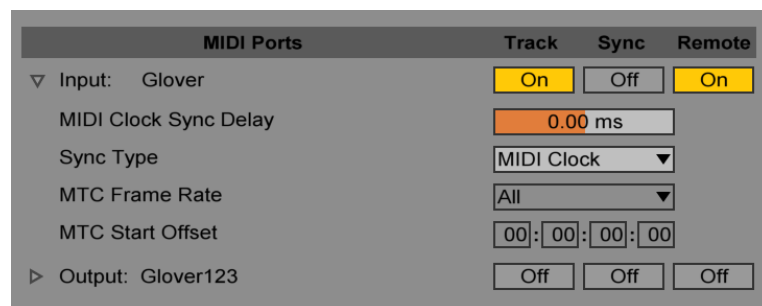 MIDI Ports Track Sync Remote
Input: Glover On Off On
MIDI Clock Sync Delay 0.00 ms
Sync Type MIDI Clock
MTC Frame Rate All
MTC Start Offset 00:00:00:00
Output: Glover123 Off Off Off